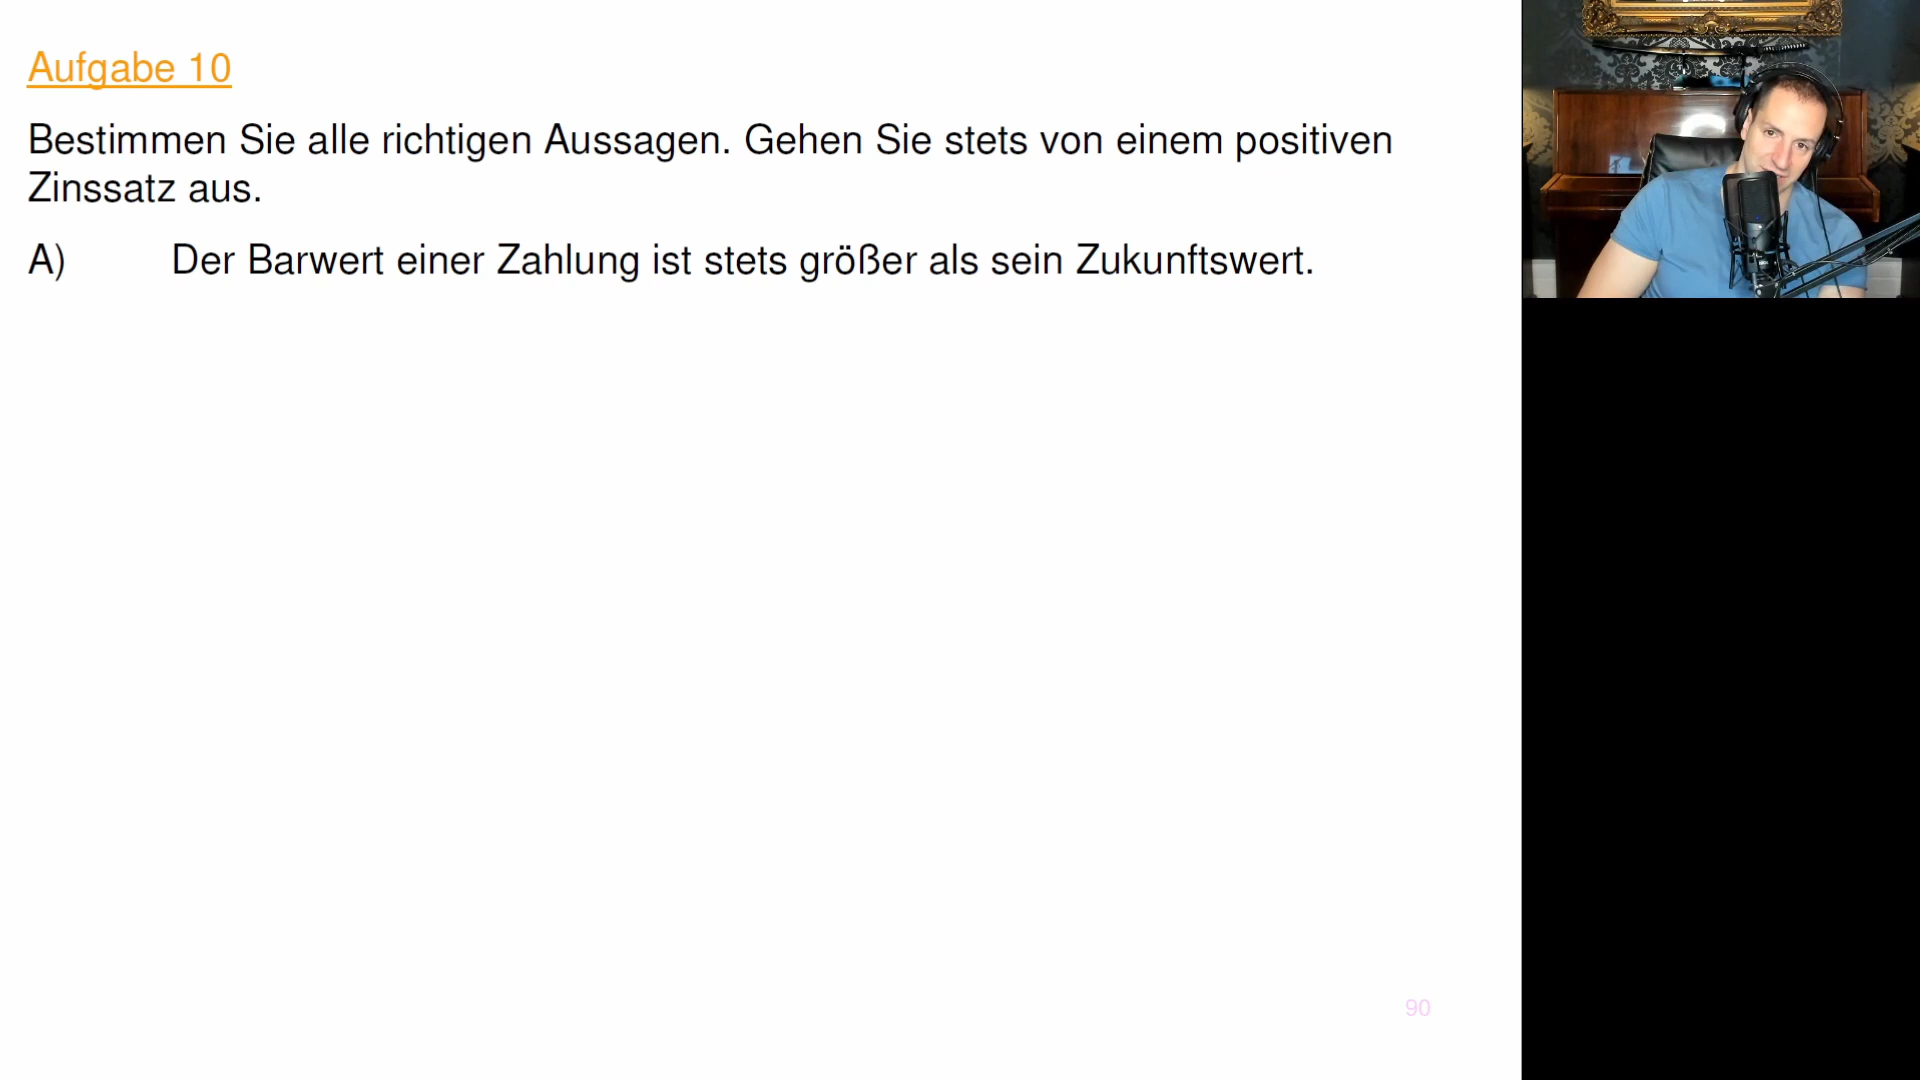 Aufgabe 10
Bestimmen Sie alle richtigen Aussagen. Gehen Sie stets von einem positiven
Zinssatz aus.
A) Der Barwert einer Zahlung ist stets größer als sein Zukunftswert.
90